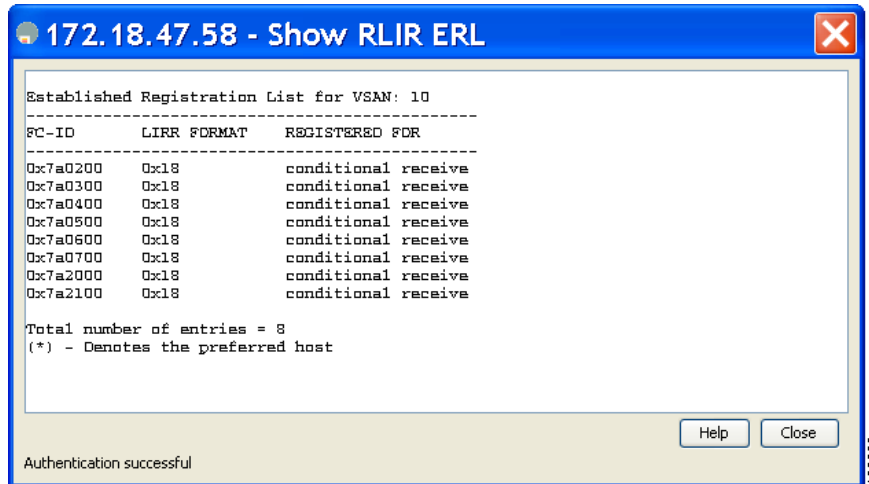 172.18.47.58 - Show RLIR ERL
Established Registration List for VSAN: 10
--------------------------------------------------
FC-ID LIRR FORMAT REGISTERED FOR
--------------------------------------------------
0x7a0200 0x18 conditional receive
0x7a0300 0x18 conditional receive
0x7a0400 0x18 conditional receive
0x7a0500 0x18 conditional receive
0x7a0600 0x18 conditional receive
0x7a0700 0x18 conditional receive
0x7a2000 0x18 conditional receive
0x7a2100 0x18 conditional receive
Total number of entries = 8
(*) - Denotes the preferred host
Help Close
Authentication successful